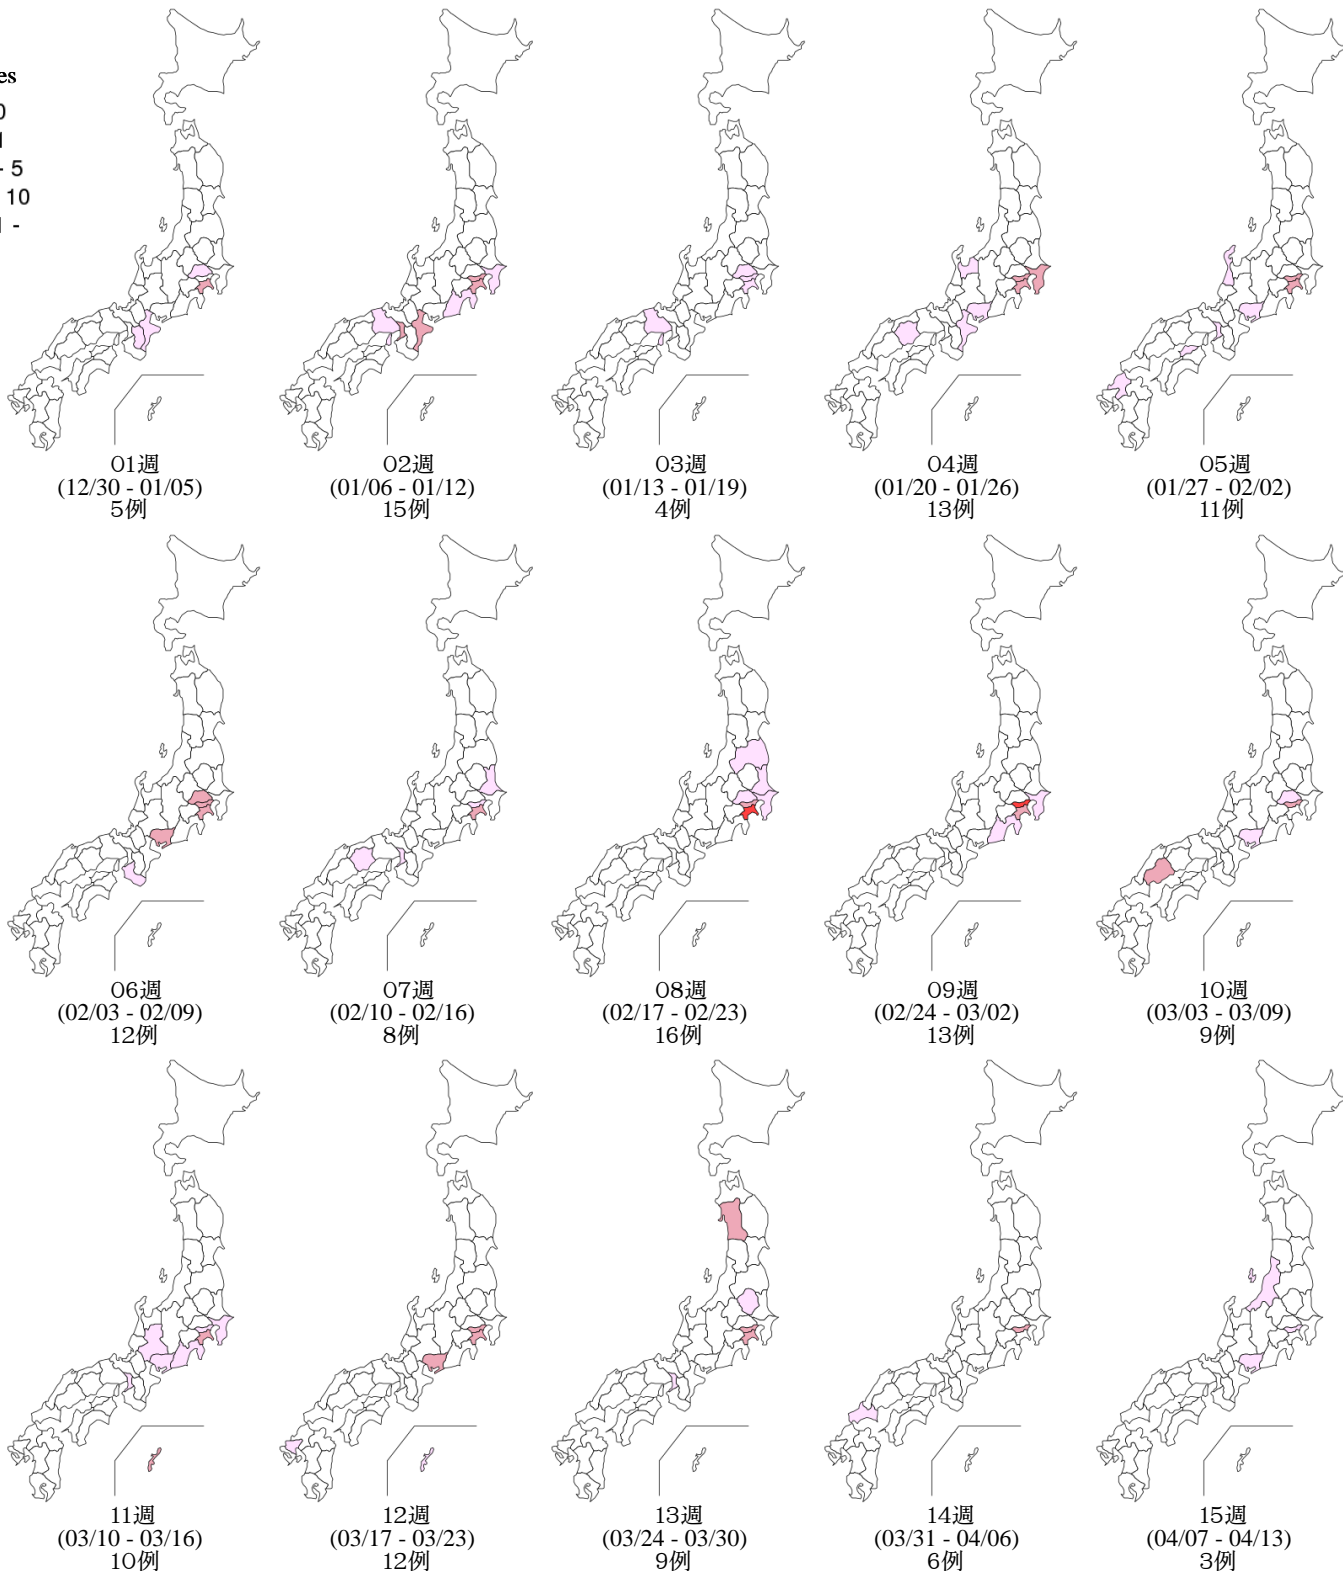 es
0
1
- 5
10
1 -
01週
(12/30 - 01/05)
5例
02週
(01/06 - 01/12)
15例
03週
(01/13 - 01/19)
4例
04週
(01/20 - 01/26)
13例
05週
(01/27 - 02/02)
11例
06週
(02/03 - 02/09)
12例
07週
(02/10 - 02/16)
8例
08週
(02/17 - 02/23)
16例
09週
(02/24 - 03/02)
13例
10週
(03/03 - 03/09)
9例
11週
(03/10 - 03/16)
10例
12週
(03/17 - 03/23)
12例
13週
(03/24 - 03/30)
9例
14週
(03/31 - 04/06)
6例
15週
(04/07 - 04/13)
3例